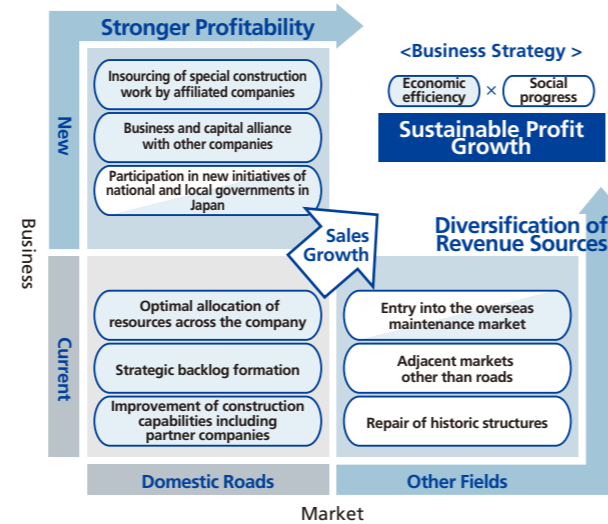 Stronger Profitability
<Business Strategy >
Economic
efficiency
×
Social
progress
Sustainable Profit
Growth
Business
New
Insourcing of special construction
work by affiliated companies
Business and capital alliance
with other companies
Participation in new initiatives of
national and local governments in
Japan
Sales
Growth
Diversification of
Revenue Sources
Current
Optimal allocation of
resources across the company
Strategic backlog formation
Improvement of construction
capabilities including
partner companies
Entry into the overseas
maintenance market
Adjacent markets
other than roads
Repair of historic structures
Domestic Roads
Other Fields
Market